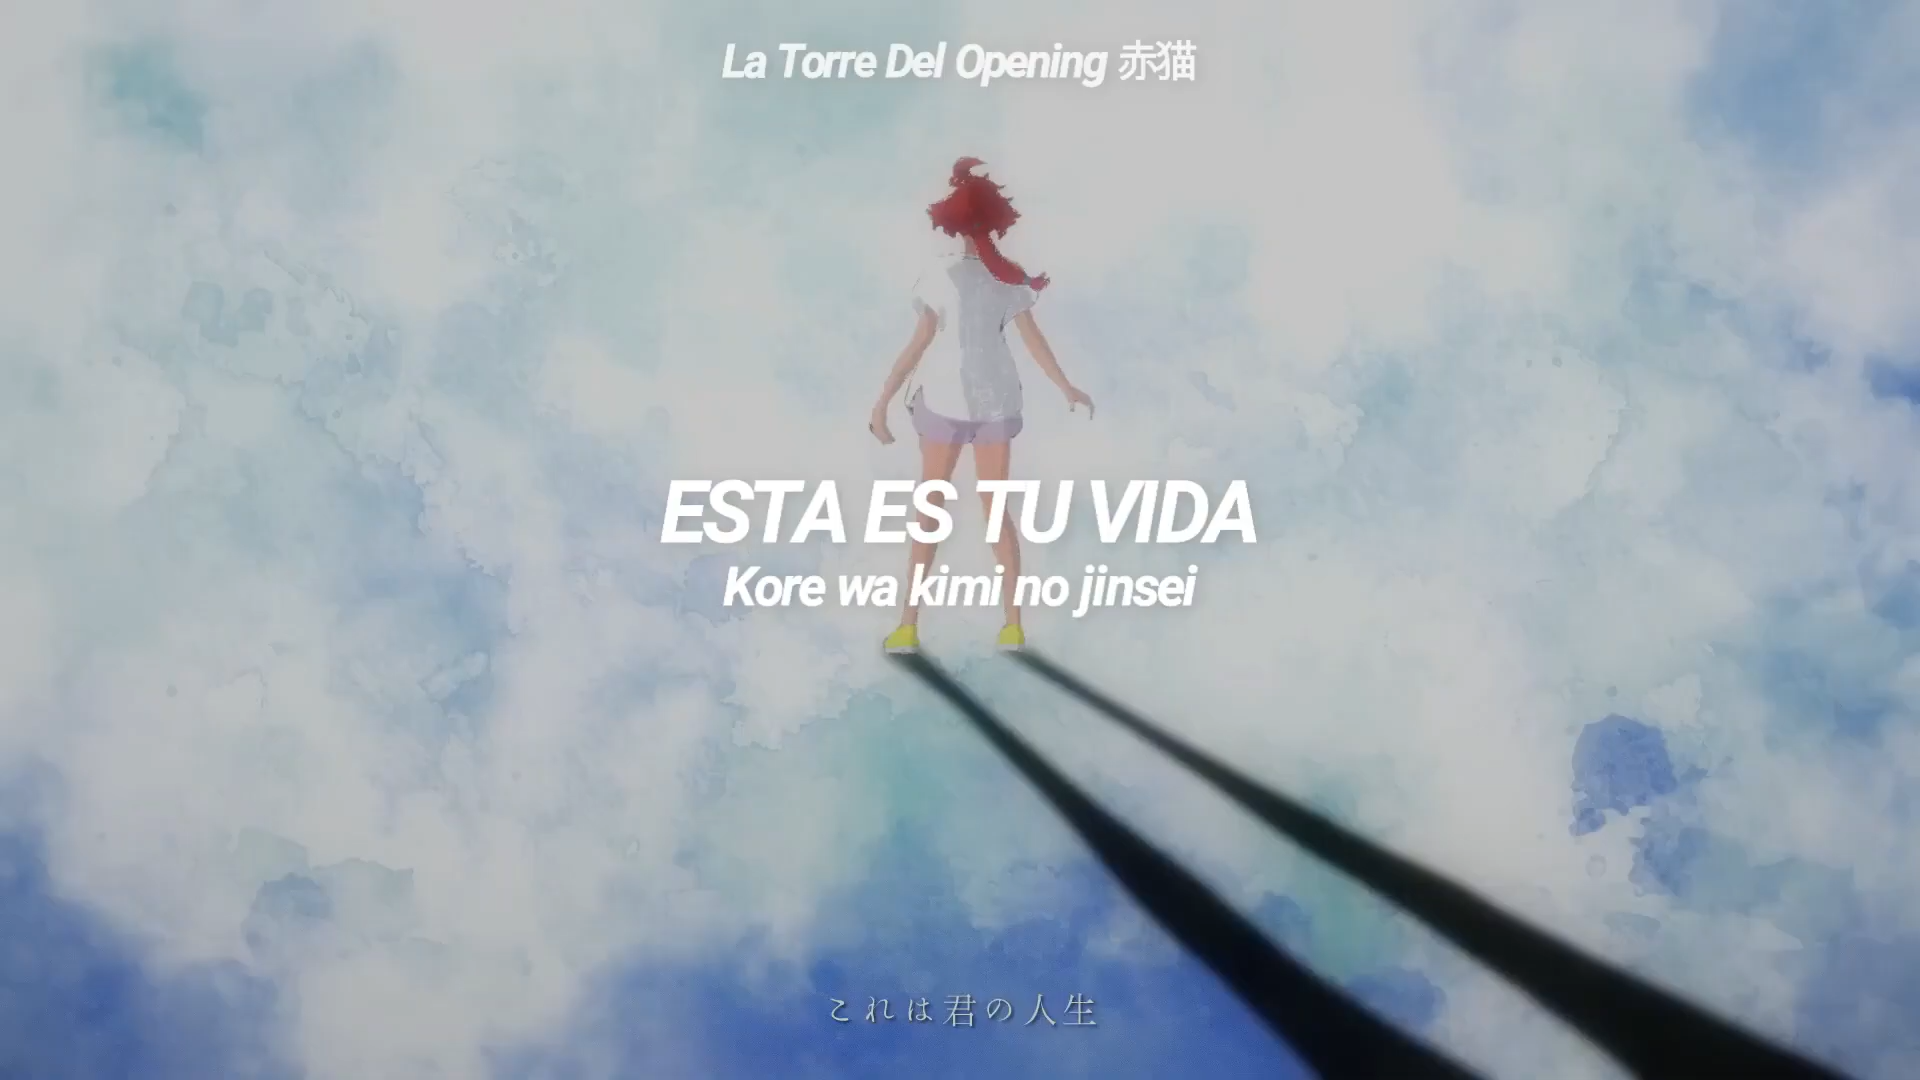 La Torre Del Opening 赤猫
ESTA ES TU VIDA
Kore wa kimi no jinsei
これは君の人生